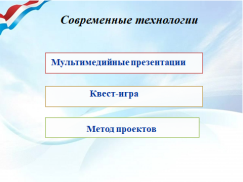 Современные технологии
Мультимедийные презентации
Квест-игра
Метод проектов